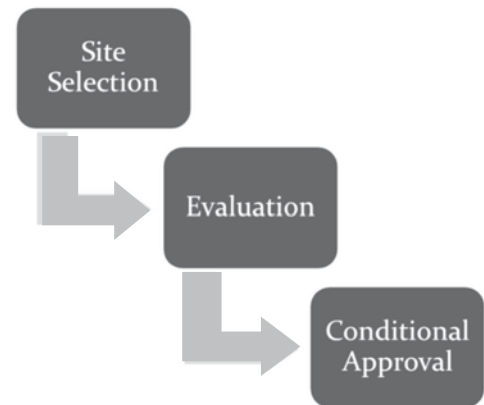 Site
Selection
Evaluation
Conditional
Approval